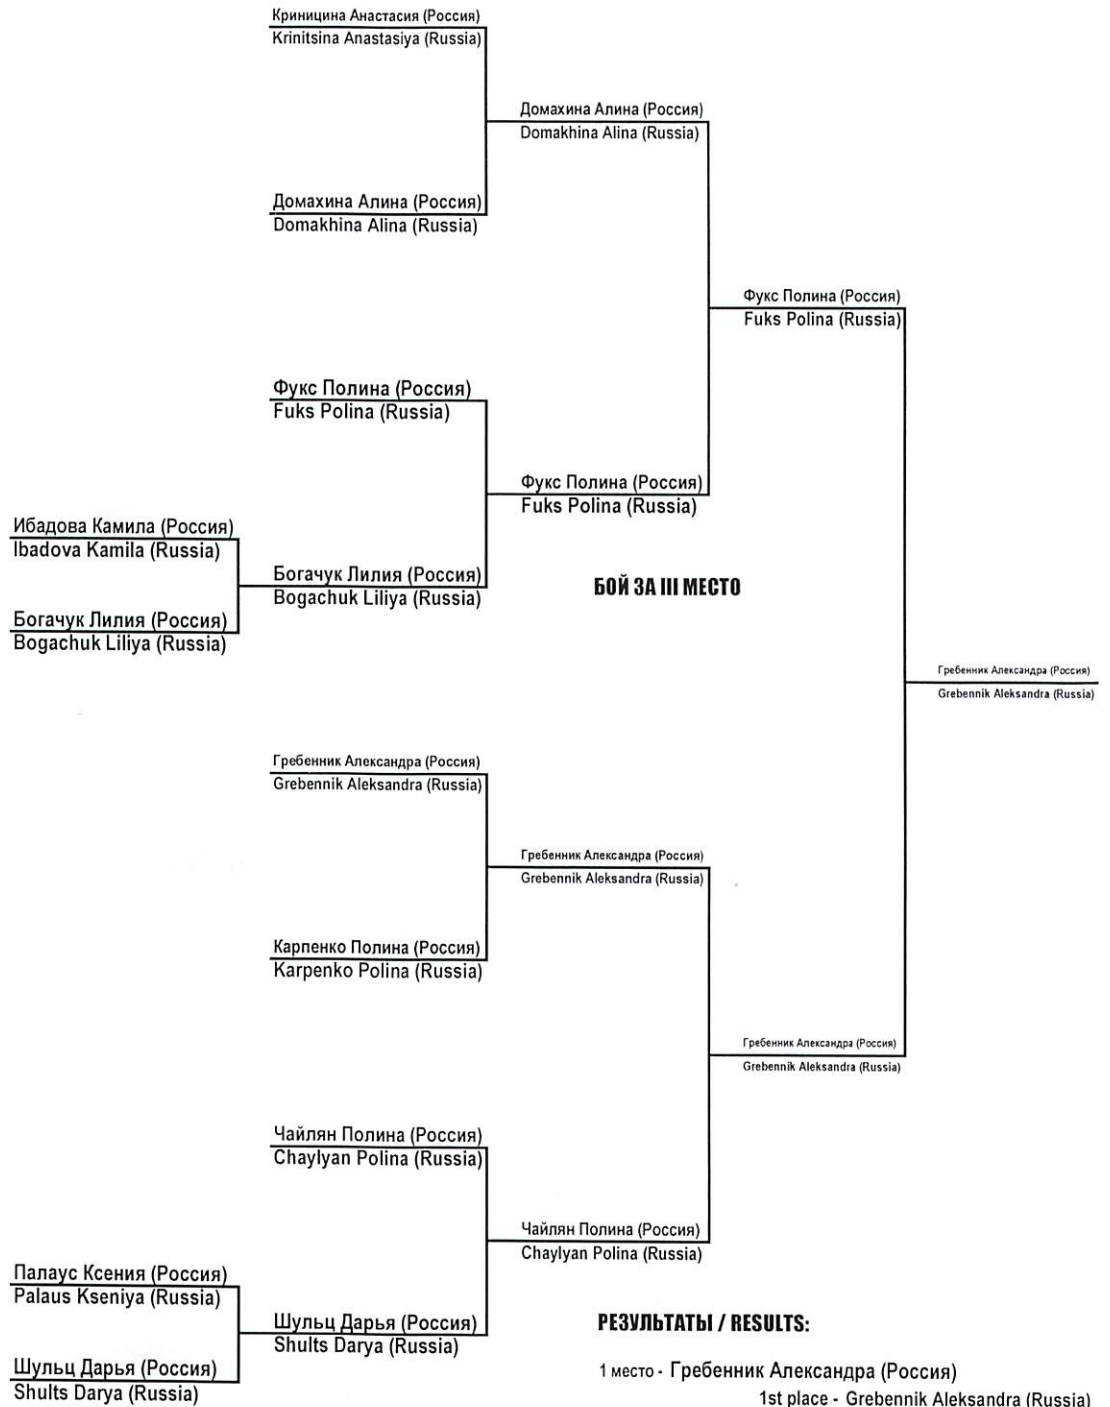 Криницина Анастасия (Россия)
Krinitsina Anastasiya (Russia)
Домахина Алина (Россия)
Domakhina Alina (Russia)
Домахина Алина (Россия)
Domakhina Alina (Russia)
Фукс Полина (Россия)
Fuks Polina (Russia)
Фукс Полина (Россия)
Fuks Polina (Russia)
Фукс Полина (Россия)
Fuks Polina (Russia)
Ибадова Камила (Россия)
Ibadova Kamila (Russia)
Богачук Лилия (Россия)
Bogachuk Liliya (Russia)
БОЙ ЗА III МЕСТО
Богачук Лилия (Россия)
Bogachuk Liliya (Russia)
Гребенник Александра (Россия)
Grebennik Aleksandra (Russia)
Гребенник Александра (Россия)
Grebennik Aleksandra (Russia)
Гребенник Александра (Россия)
Grebennik Aleksandra (Russia)
Карпенко Полина (Россия)
Karpenko Polina (Russia)
Гребенник Александра (Россия)
Grebennik Aleksandra (Russia)
Чайлян Полина (Россия)
Chaylyan Polina (Russia)
Чайлян Полина (Россия)
Chaylyan Polina (Russia)
Палаус Ксения (Россия)
Palaus Kseniya (Russia)
Шульц Дарья (Россия)
Shults Darya (Russia)
Шульц Дарья (Россия)
Shults Darya (Russia)
РЕЗУЛЬТАТЫ / RESULTS:
1 место - Гребенник Александра (Россия)
1st place - Grebennik Aleksandra (Russia)